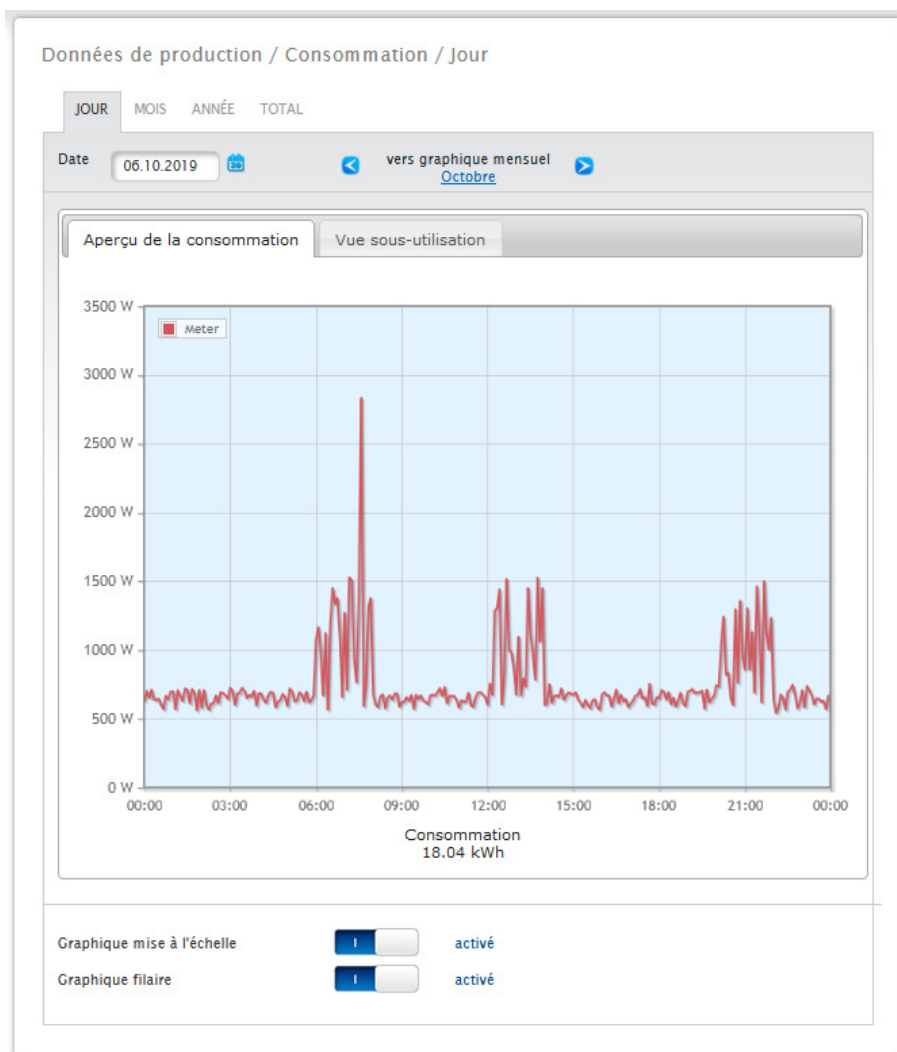 Données de production / Consommation / Jour
JOUR MOIS ANNÉE TOTAL
Date 06.10.2019 vers graphique mensuel
Octobre
Aperçu de la consommation Vue sous-utilisation
3500 W
Meter
3000 W
2500 W
2000 W
1500 W
1000 W
500 W
0 W
00:00 03:00 06:00 09:00 12:00 15:00 18:00 21:00 00:00
Consommation
18.04 kWh
Graphique mise à l'échelle I activé
Graphique filaire I activé